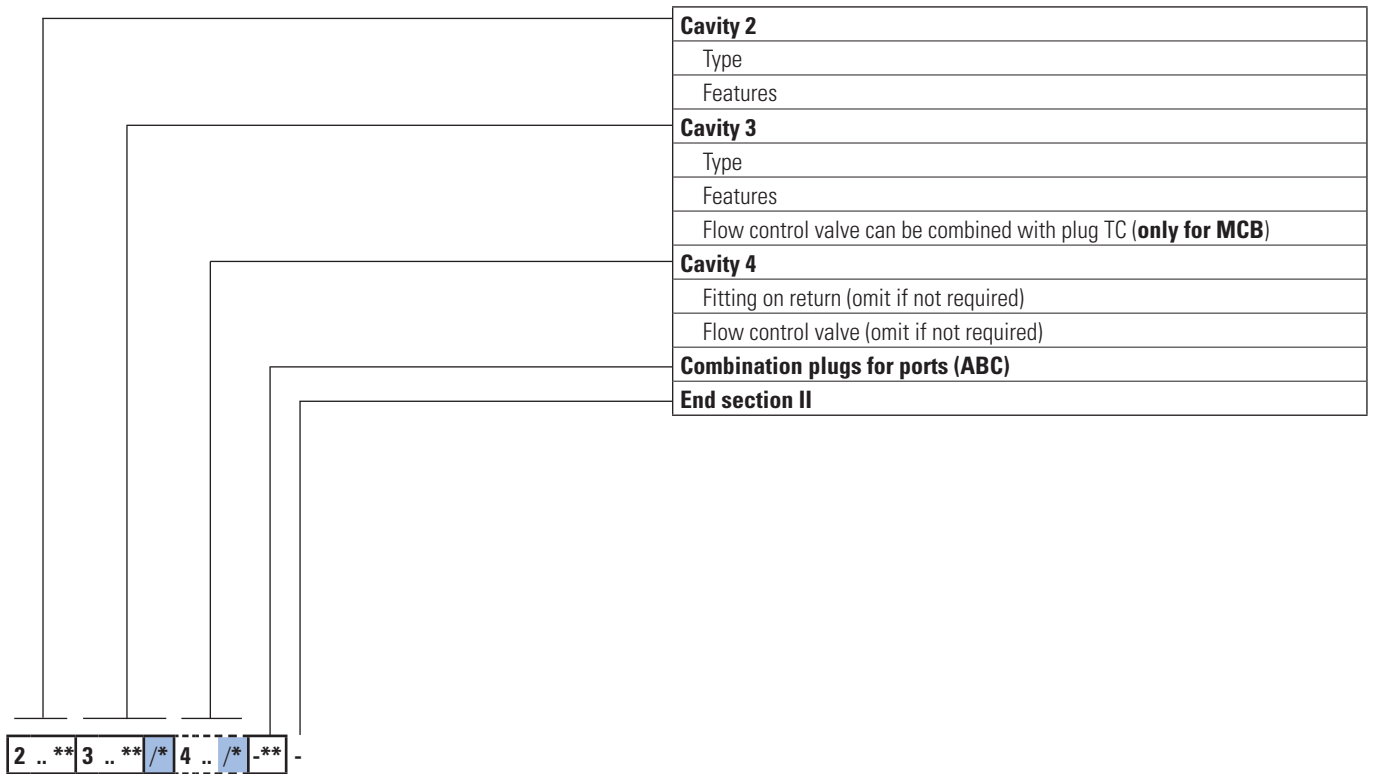 Cavity 2
Type
Features
Cavity 3
Type
Features
Flow control valve can be combined with plug TC (only for MCB)
Cavity 4
Fitting on return (omit if not required)
Flow control valve (omit if not required)
Combination plugs for ports (ABC)
End section II
2 .. ** 3 .. ** /* 4 .. /* -** -